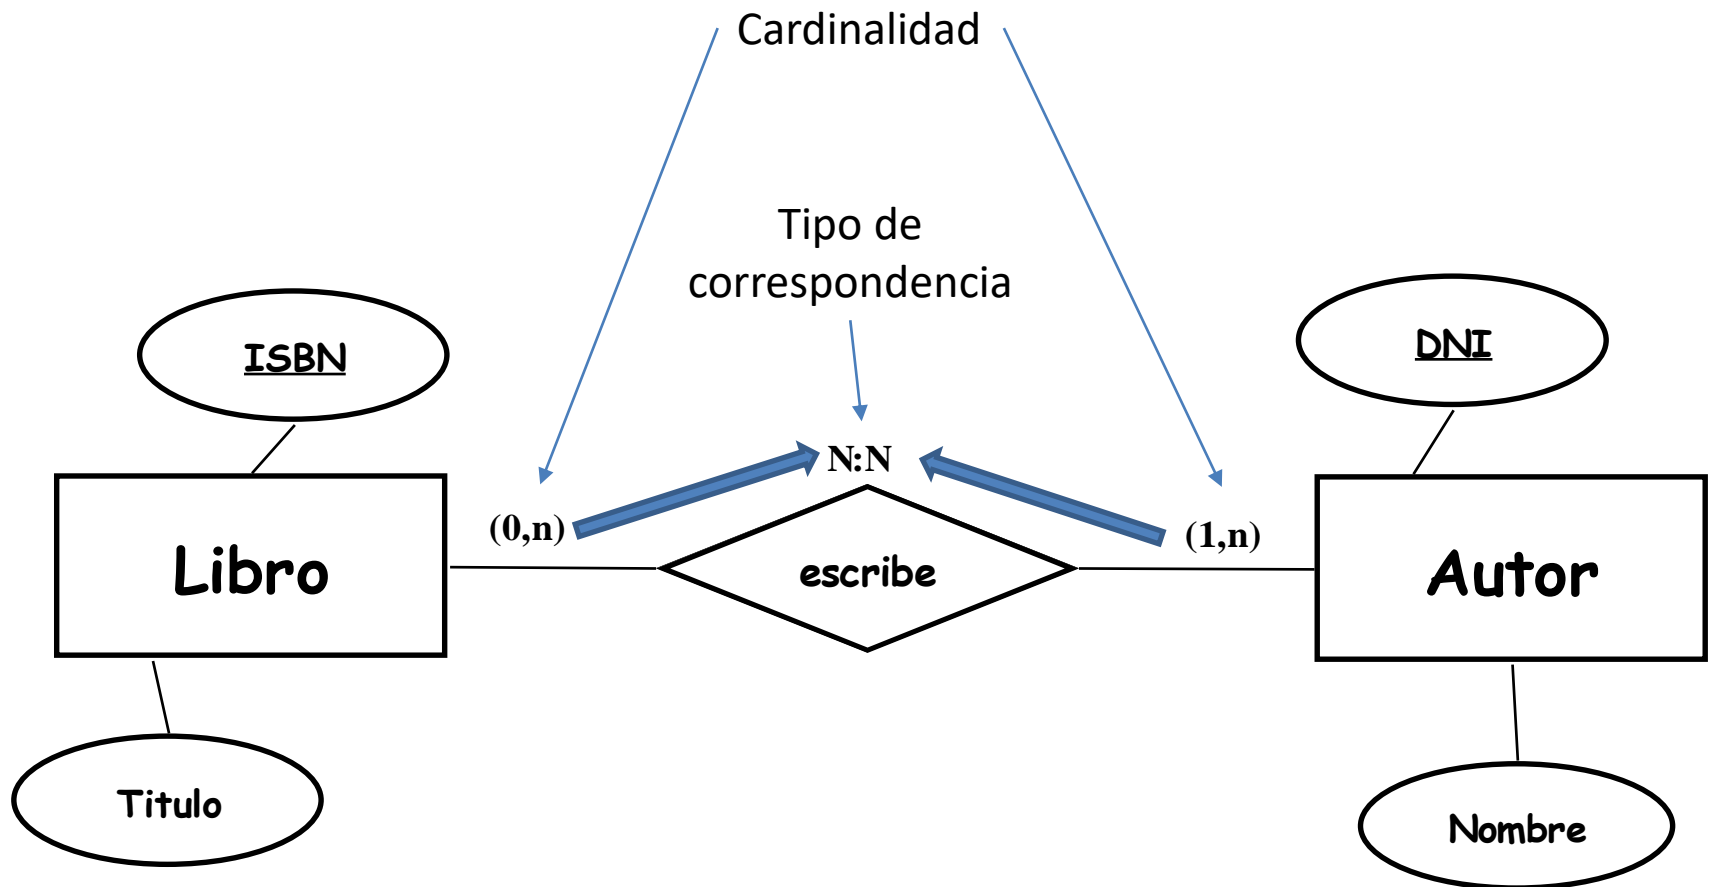 Cardinalidad
Tipo de
correspondencia
ISBN
DNI
N:N
(0,n)
(1,n)
Libro
escribe
Autor
Titulo
Nombre